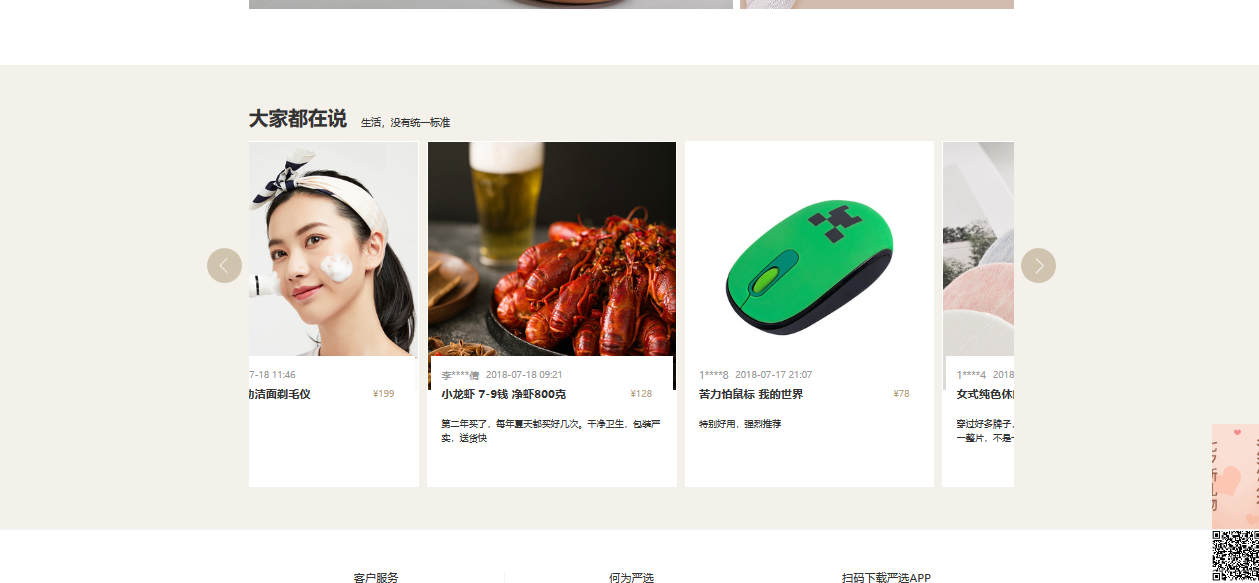 大家都在说 生活，没有统一标准
7-18 11:46
洁面剃毛仪 ¥199
李****倩 2018-07-18 09:21
小龙虾 7-9钱 净虾800克 ¥128
第二年买了，每年夏天都买好几次。干净卫生，包装严
实，送货快
1****8 2018-07-17 21:07
苦力怕鼠标 我的世界 ¥78
特别好用，强烈推荐
1****4 2018
女式纯色休
穿过好多牌子，
一整片，不是
客户服务 何为严选 扫码下载严选APP